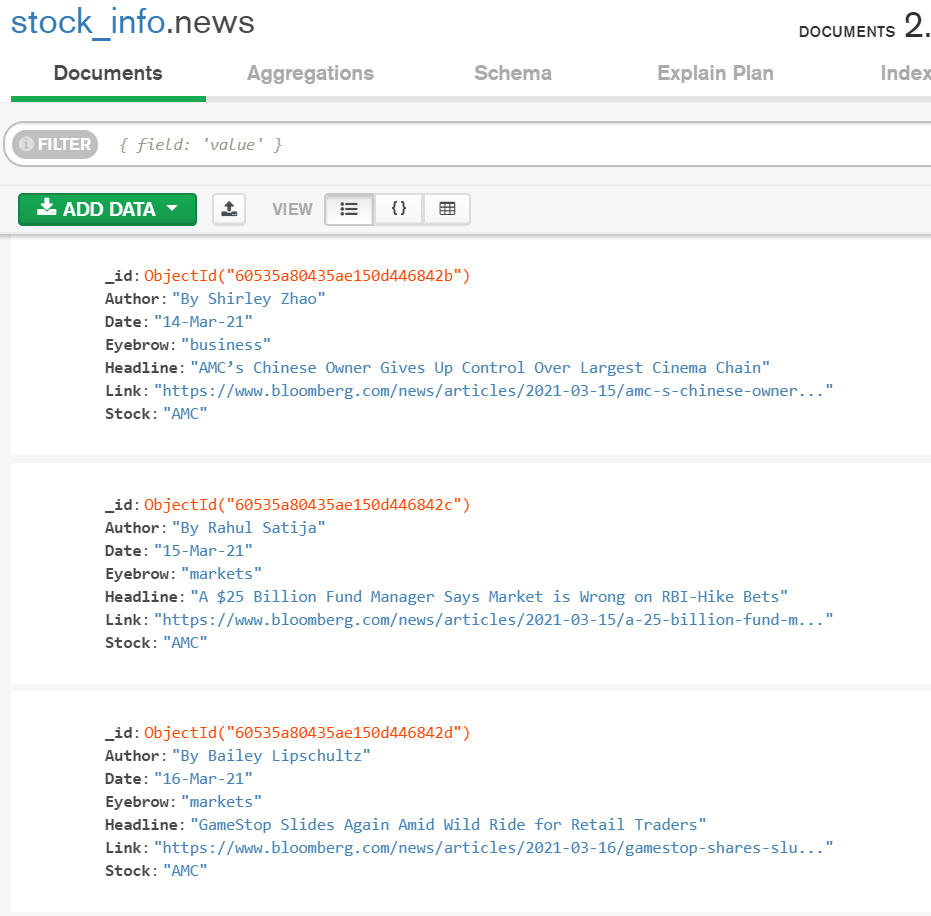 stock_info.news
DOCUMENTS 2.
Documents Aggregations Schema Explain Plan Index
FILTER { field: 'value' }
ADD DATA VIEW {}
_id: ObjectId("60535a80435ae150d446842b")
Author: "By Shirley Zhao"
Date: "14-Mar-21"
Eyebrow: "business"
Headline: "AMC’s Chinese Owner Gives Up Control Over Largest Cinema Chain"
Link: "https://www.bloomberg.com/news/articles/2021-03-15/amc-s-chinese-owner..."
Stock: "AMC"
_id: ObjectId("60535a80435ae150d446842c")
Author: "By Rahul Satija"
Date: "15-Mar-21"
Eyebrow: "markets"
Headline: "A $25 Billion Fund Manager Says Market is Wrong on RBI-Hike Bets"
Link: "https://www.bloomberg.com/news/articles/2021-03-15/a-25-billion-fund-m..."
Stock: "AMC"
_id: ObjectId("60535a80435ae150d446842d")
Author: "By Bailey Lipschultz"
Date: "16-Mar-21"
Eyebrow: "markets"
Headline: "GameStop Slides Again Amid Wild Ride for Retail Traders"
Link: "https://www.bloomberg.com/news/articles/2021-03-16/gamestop-shares-slu..."
Stock: "AMC"